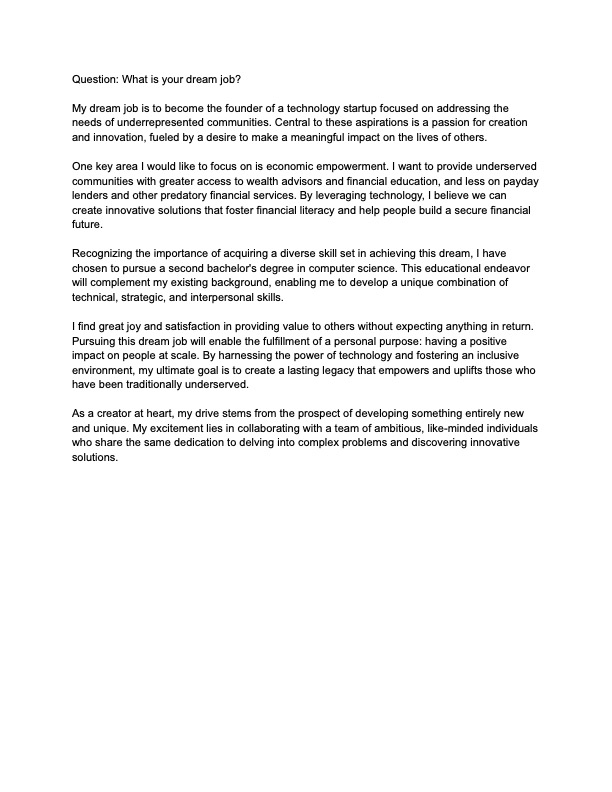 Question: What is your dream job?
My dream job is to become the founder of a technology startup focused on addressing the
needs of underrepresented communities. Central to these aspirations is a passion for creation
and innovation, fueled by a desire to make a meaningful impact on the lives of others.
One key area I would like to focus on is economic empowerment. I want to provide underserved
communities with greater access to wealth advisors and financial education, and less on payday
lenders and other predatory financial services. By leveraging technology, I believe we can
create innovative solutions that foster financial literacy and help people build a secure financial
future.
Recognizing the importance of acquiring a diverse skill set in achieving this dream, I have
chosen to pursue a second bachelor's degree in computer science. This educational endeavor
will complement my existing background, enabling me to develop a unique combination of
technical, strategic, and interpersonal skills.
I find great joy and satisfaction in providing value to others without expecting anything in return.
Pursuing this dream job will enable the fulfillment of a personal purpose: having a positive
impact on people at scale. By harnessing the power of technology and fostering an inclusive
environment, my ultimate goal is to create a lasting legacy that empowers and uplifts those who
have been traditionally underserved.
As a creator at heart, my drive stems from the prospect of developing something entirely new
and unique. My excitement lies in collaborating with a team of ambitious, like-minded individuals
who share the same dedication to delving into complex problems and discovering innovative
solutions.